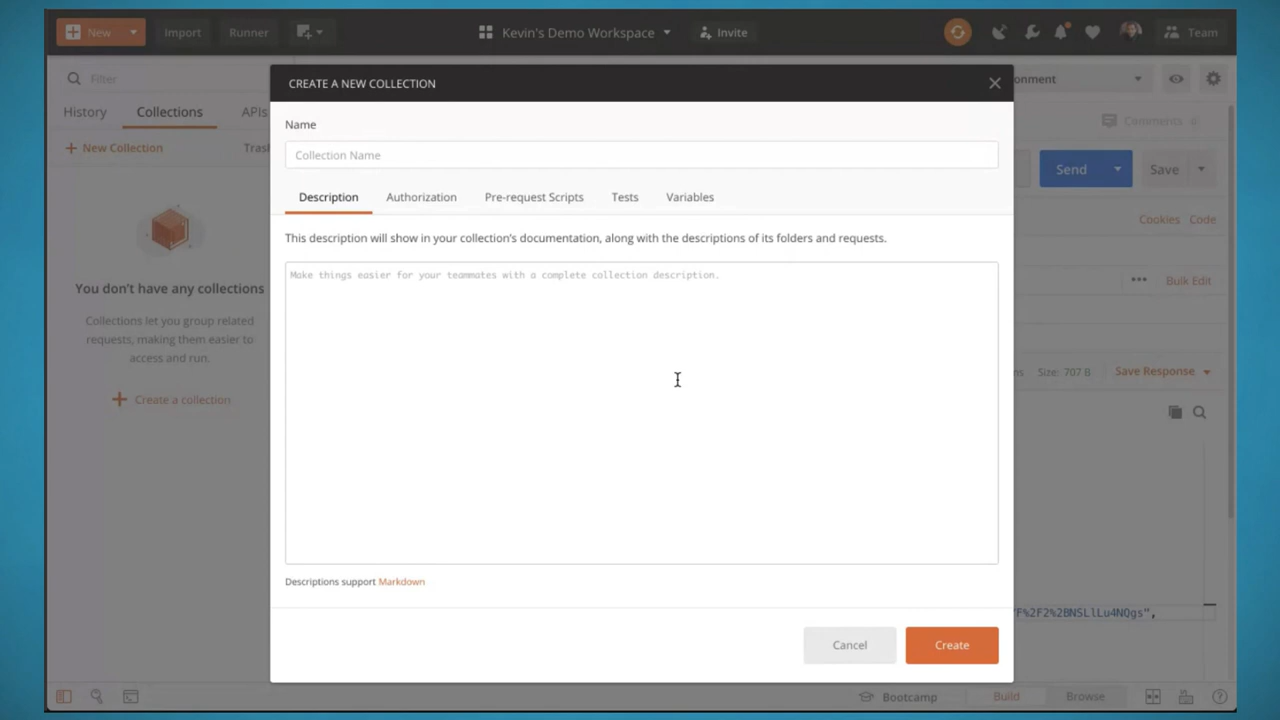 New
Import
Runner
Kevin's Demo Workspace
Invite
Team
Filter
History
Collections
APIs
New Collection
You don't have any collections
Collections let you group related
requests, making them easier to
access and run.
Create a collection
CREATE A NEW COLLECTION
Name
Collection Name
Description
Authorization
Pre-request Scripts
Tests
Variables
This description will show in your collection's documentation, along with the descriptions of its folders and requests.
Make things easier for your teammates with a complete collection description.
Descriptions support Markdown
Cancel
Create
Comments 0
Send
Save
Cookies Code
Bulk Edit
Size: 707 B
Save Response
Bootcamp
Build
Browse